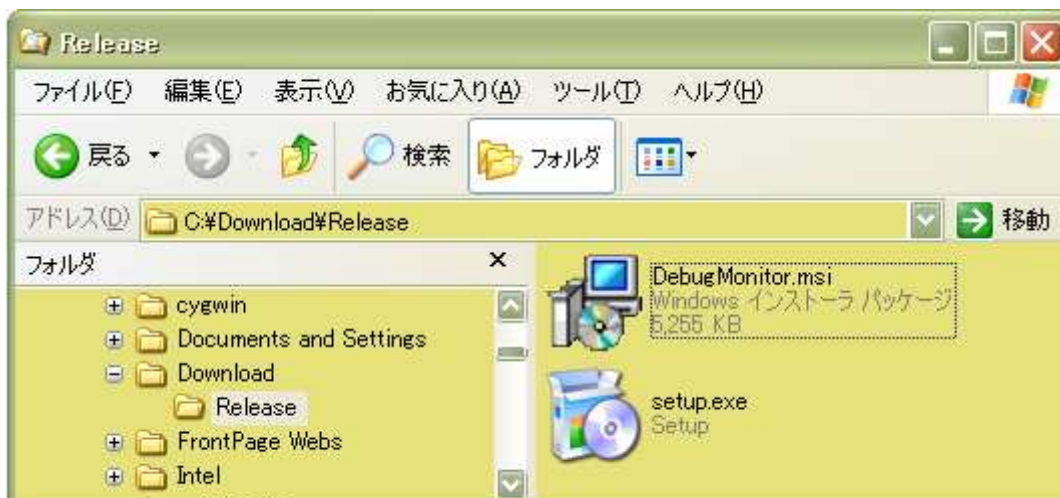 Release
ファイル(F) 編集(E) 表示(V) お気に入り(A) ツール(T) ヘルプ(H)
戻る 検索 フォルダ
アドレス(D) C:¥Download¥Release 移動
フォルダ
cygwin
Documents and Settings
Download
Release
FrontPage Webs
Intel
DebugMonitor.msi
Windows インストーラ パッケージ
5,255 KB
setup.exe
Setup